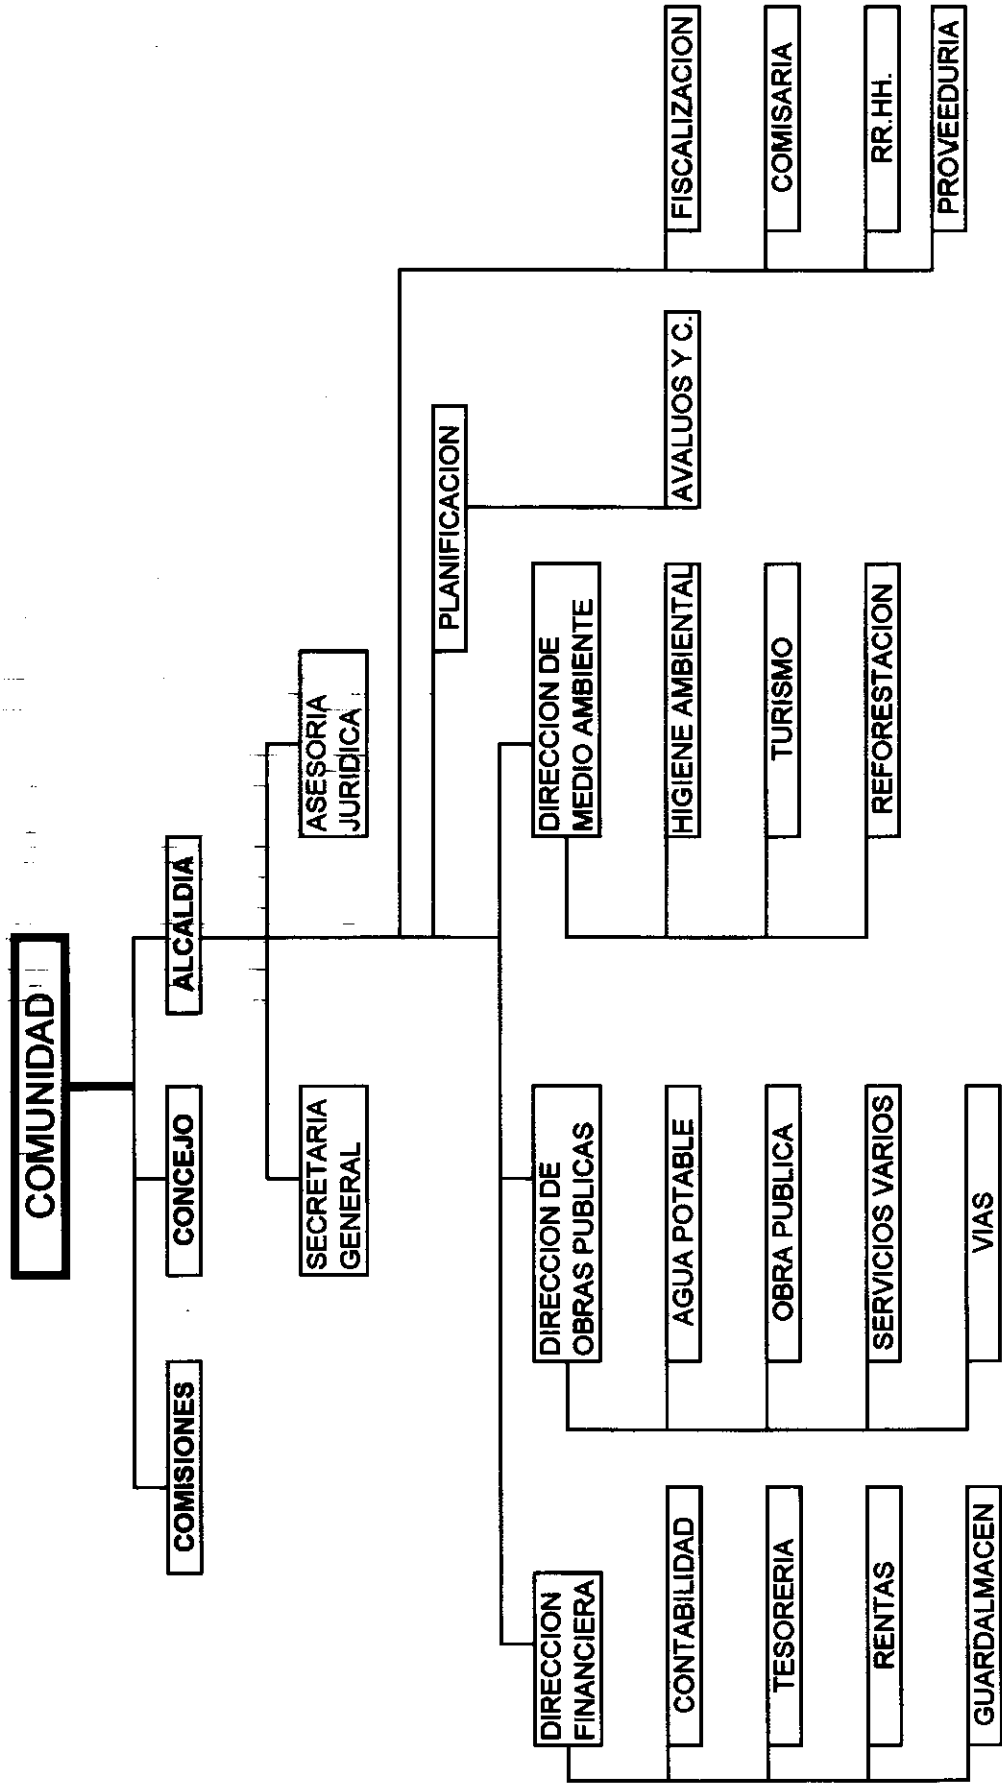 COMUNIDAD
COMISIONES
CONCEJO
ALCALDIA
SECRETARIA
GENERAL
ASESORIA
JURIDICA
PLANIFICACION
DIRECCION
FINANCIERA
DIRECCION DE
OBRAS PUBLICAS
DIRECCION DE
MEDIO AMBIENTE
CONTABILIDAD
AGUA POTABLE
HIGIENE AMBIENTAL
AVALUOS Y C.
FISCALIZACION
TESORERIA
OBRA PUBLICA
TURISMO
COMISARIA
RENTAS
SERVICIOS VARIOS
REFORESTACION
RR.HH.
PROVEEDURIA
GUARDALMACEN
VIAS